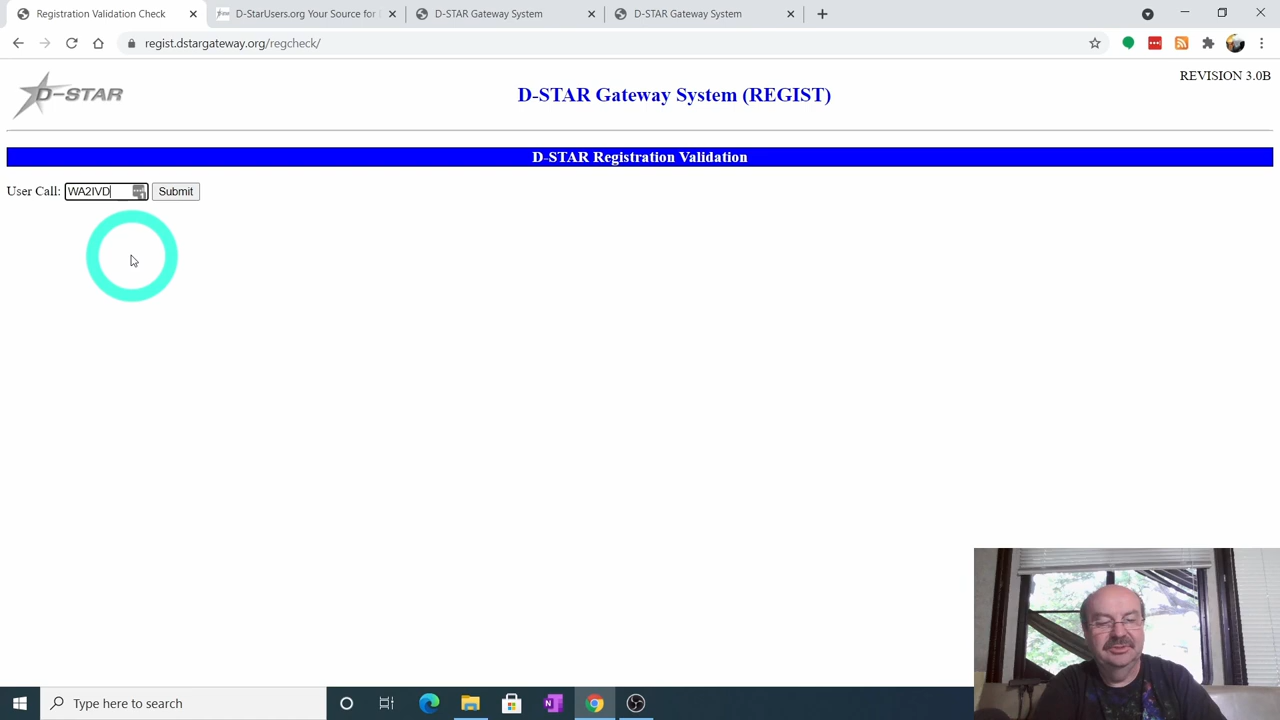 Registration Validation Check
D-StarUsers.org Your Source for
D-STAR Gateway System
D-STAR Gateway System
regist.dstargateway.org/regcheck/
D-STAR
D-STAR Gateway System (REGIST)
REVISION 3.0B
D-STAR Registration Validation
User Call: WA2IVD Submit
Type here to search